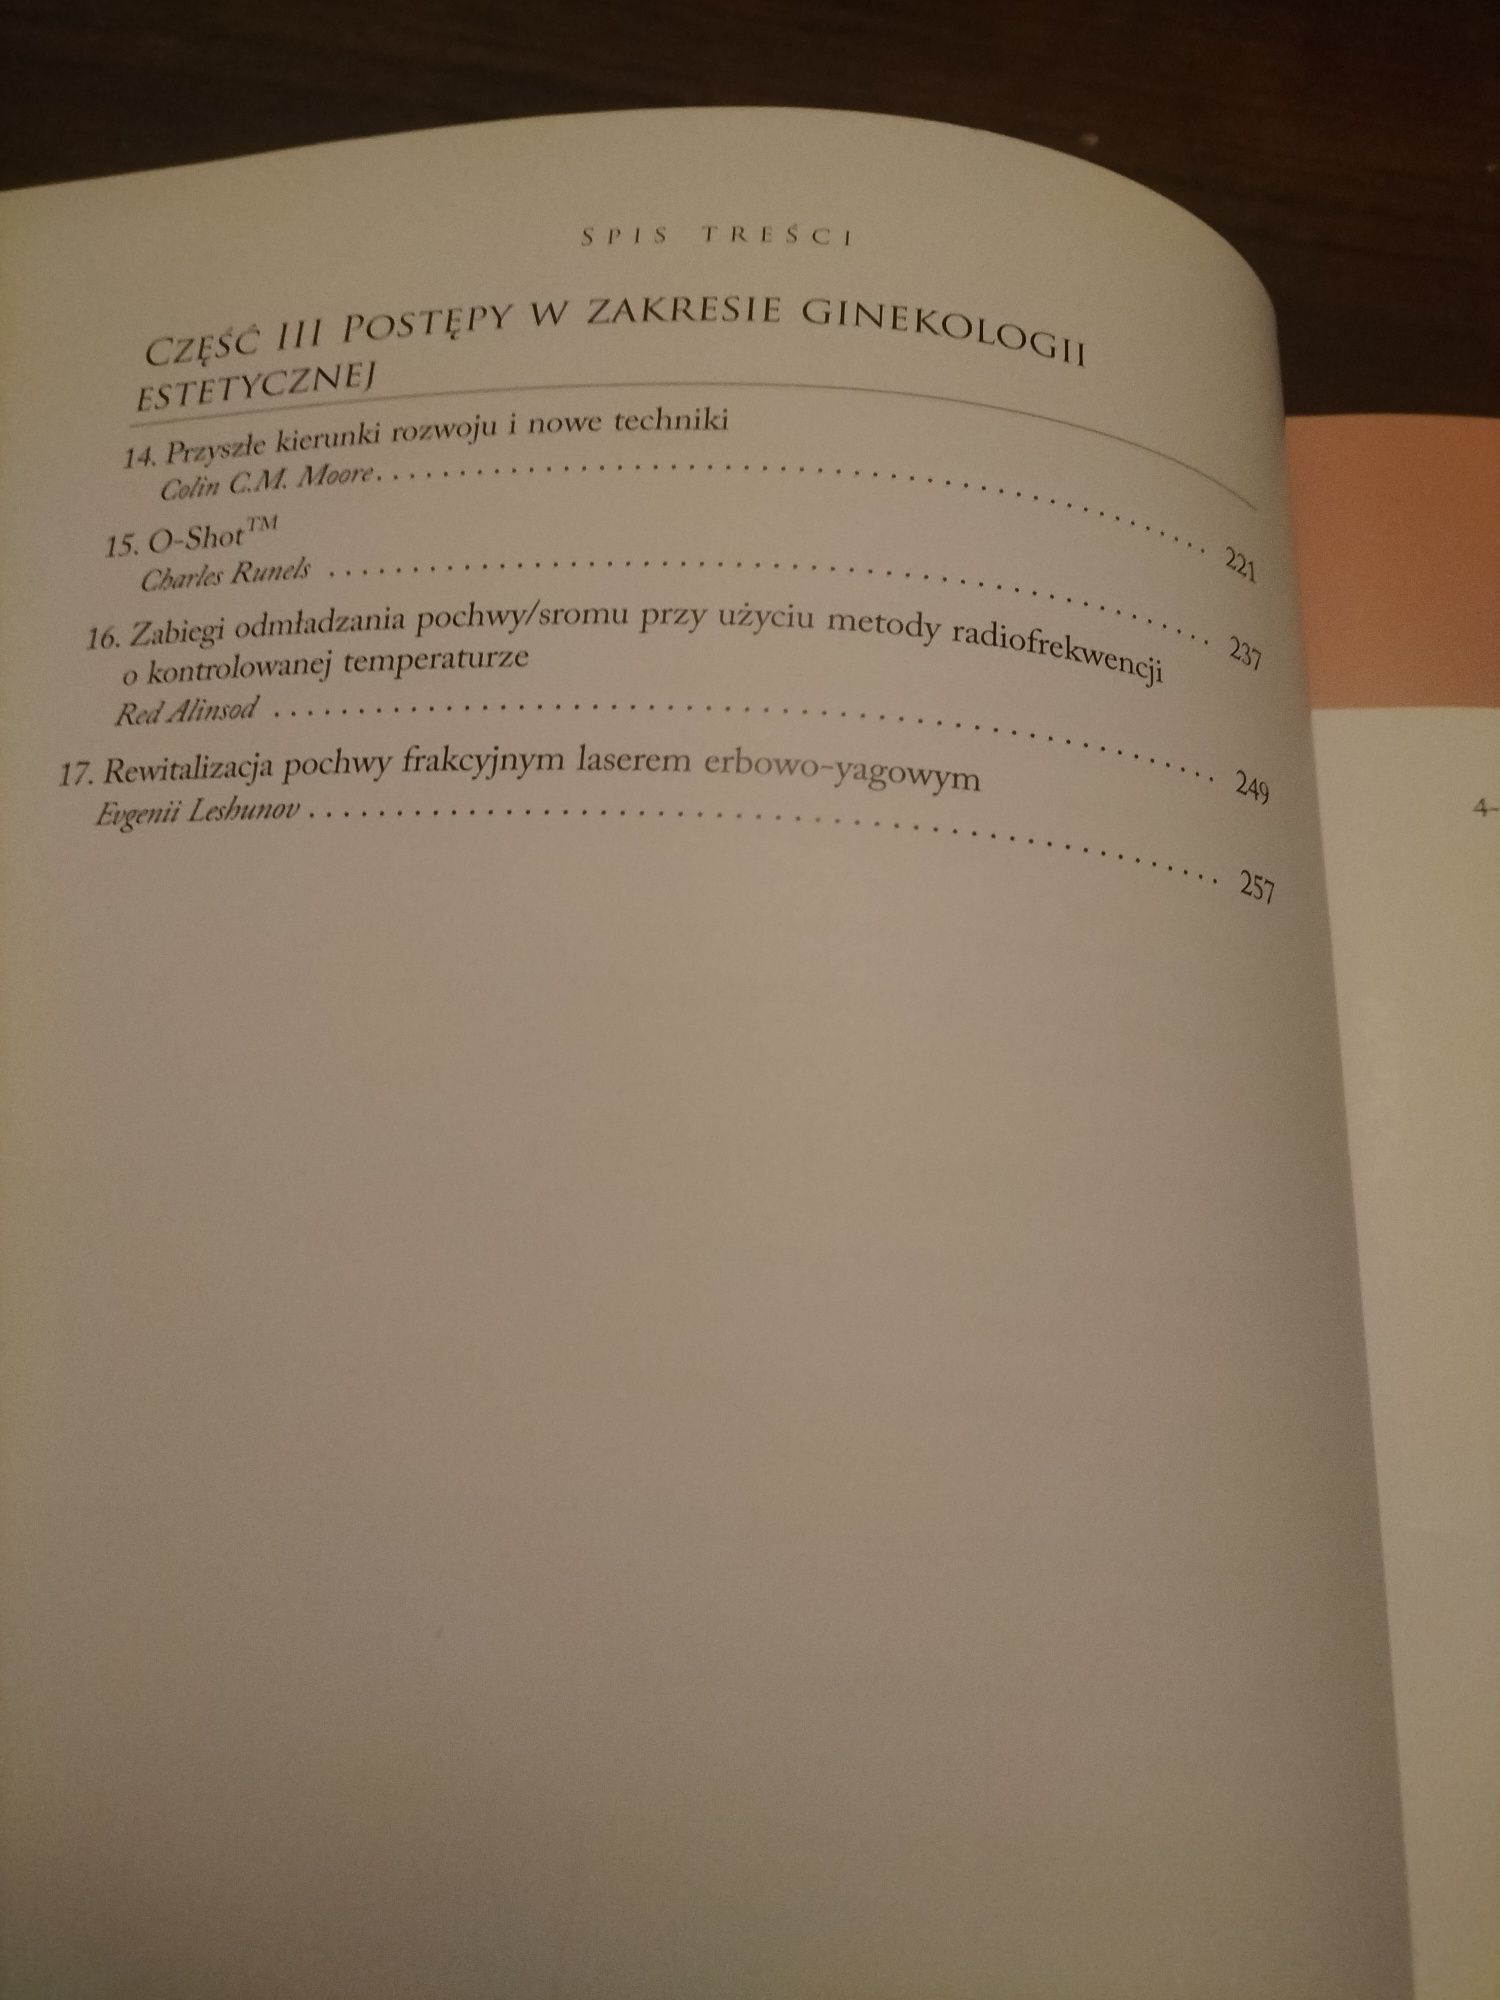 SPIS TREŚCI
CZĘŚĆ III POSTĘPY W ZAKRESIE GINEKOLOGII
ESTETYCZNEJ
14. Przyszłe kierunki rozwoju i nowe techniki
Colin C.M. Moore. . . . . . . . . . . . . . . . . . . . . . . . . . . . . . . . . . . . . . . . . . . . . . . . . . . . 221
15. O-Shot™
Charles Runels . . . . . . . . . . . . . . . . . . . . . . . . . . . . . . . . . . . . . . . . . . . . . . . . . . . . . 237
16. Zabiegi odmładzania pochwy/sromu przy użyciu metody radiofrekwencji
o kontrolowanej temperaturze
Red Alinsod . . . . . . . . . . . . . . . . . . . . . . . . . . . . . . . . . . . . . . . . . . . . . . . . . . . . . . . . 249
17. Rewitalizacja pochwy frakcyjnym laserem erbowo-yagowym
Evgenii Leshunov . . . . . . . . . . . . . . . . . . . . . . . . . . . . . . . . . . . . . . . . . . . . . . . . . . . . 257